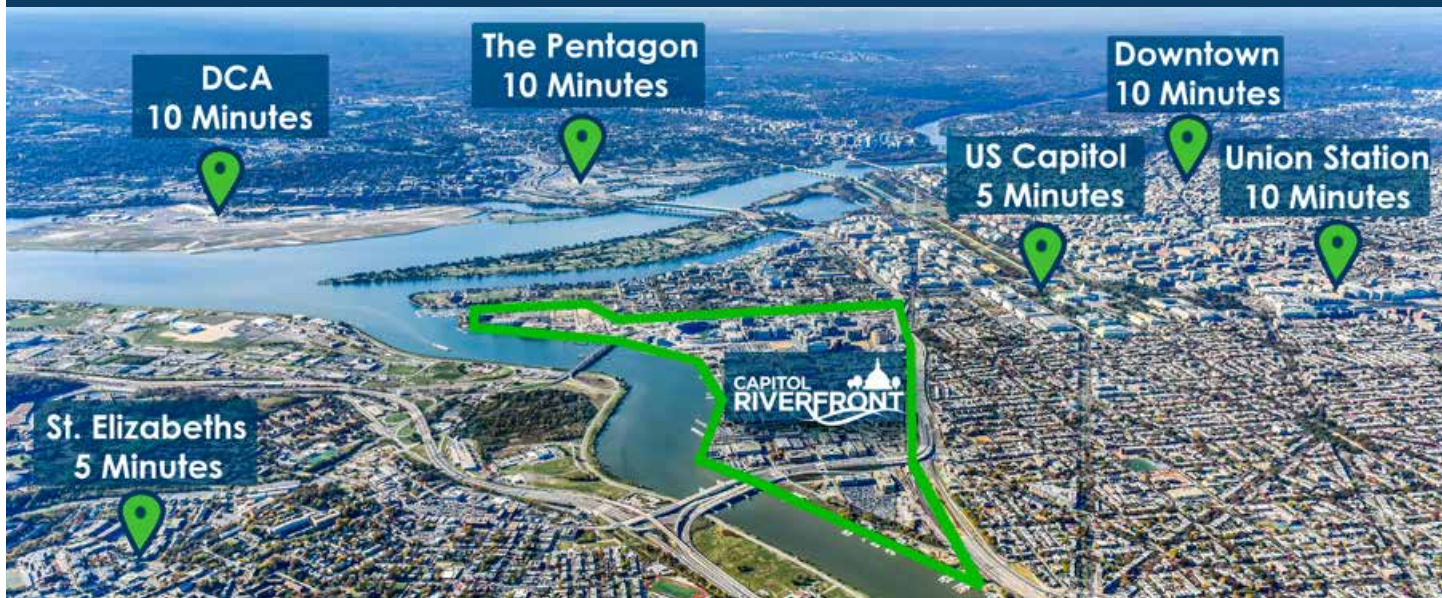 The Pentagon
10 Minutes
Downtown
10 Minutes
DCA
10 Minutes
US Capitol
5 Minutes
Union Station
10 Minutes
CAPITOL
RIVERFRONT
St. Elizabeths
5 Minutes